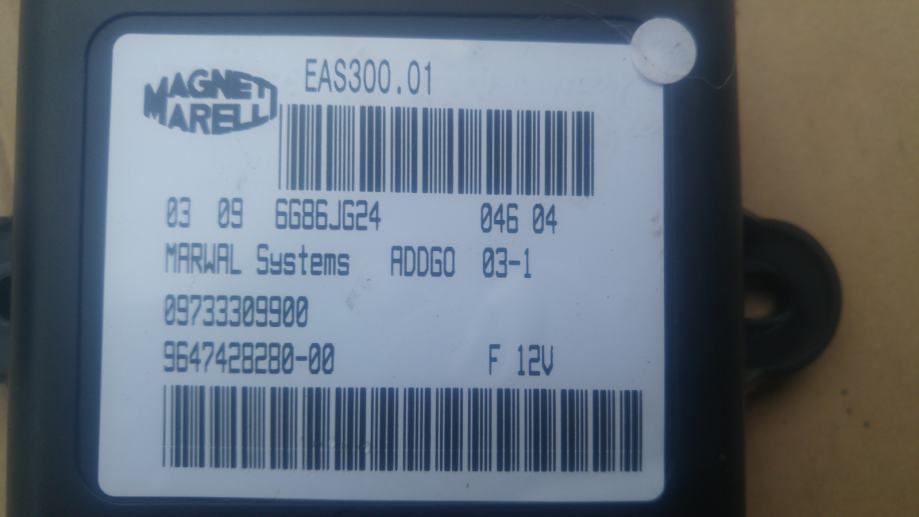 MAGNETI
MARELLI
EAS300.01
03 09 6G86JG24 046 04
MARWAL Systems ADDGO 03-1
09733309900
9647428280-00 F 12V